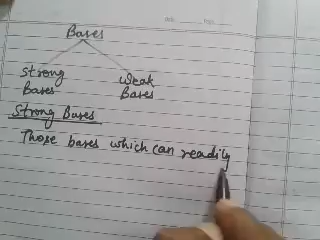 Bases
strong weak
Bases Bases
Strong Bases
Those bases which can readily